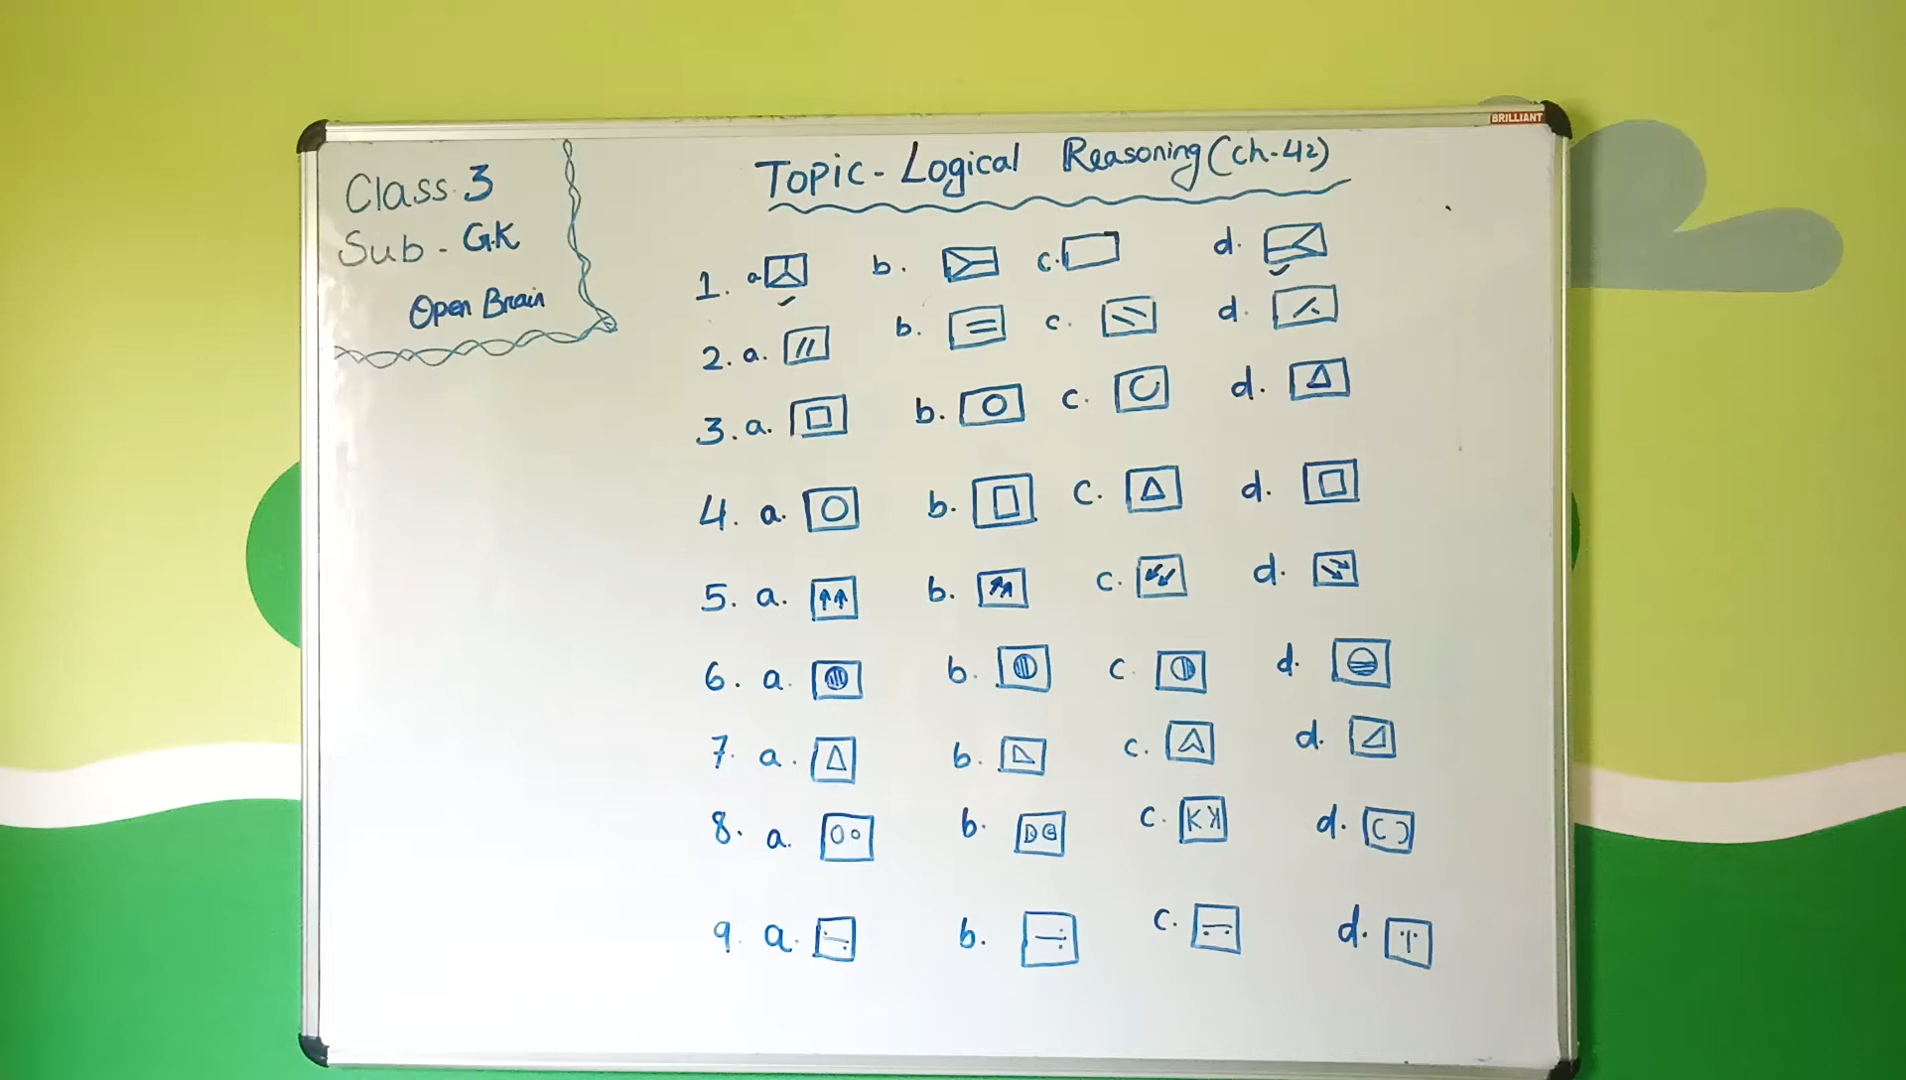 BRILLIANT
Topic - Logical Reasoning (Ch-42)
Class 3
Sub - G.K
Open Brain
1. a. b. c. d.
2. a. b. c. d.
3. a. b. c. d.
4. a. b. c. d.
5. a. b. c. d.
6. a. b. c. d.
7. a. b. c. d.
8. a. b. c. d.
9. a. b. c. d.